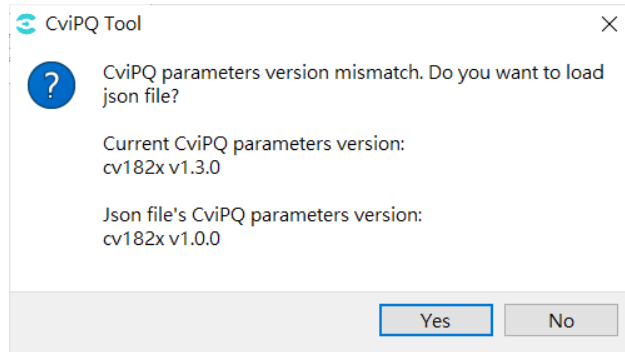 CviPQ Tool
CviPQ parameters version mismatch. Do you want to load
json file?
Current CviPQ parameters version:
cv182x v1.3.0
Json file's CviPQ parameters version:
cv182x v1.0.0
Yes No